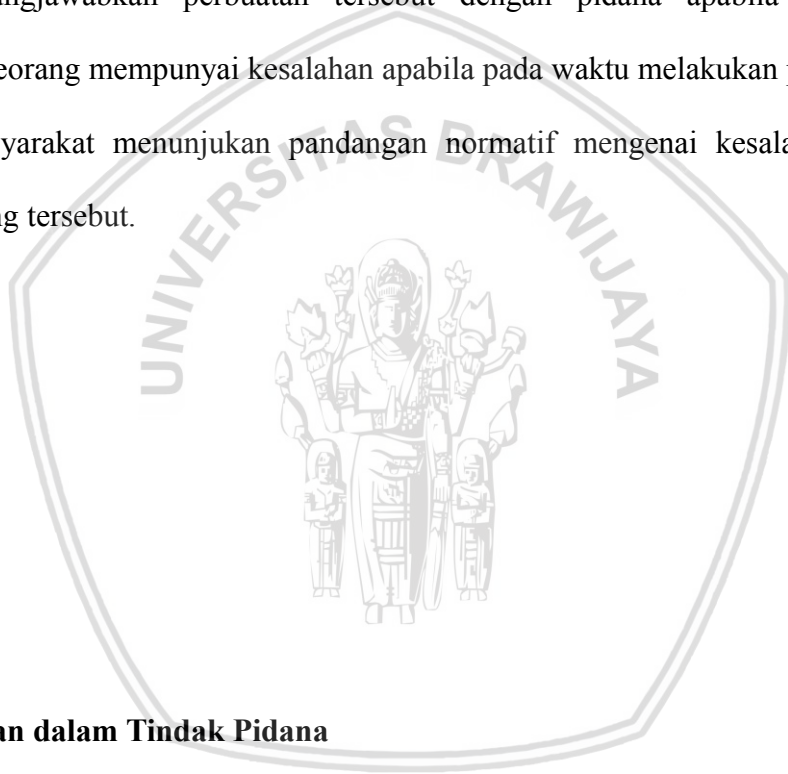 ngjawabkan perbuatan tersebut dengan pidana apabila
eorang mempunyai kesalahan apabila pada waktu melakukan
yarakat menunjukan pandangan normatif mengenai kesala
ng tersebut.
UNIVERSITAS BRAWIJAYA
an dalam Tindak Pidana